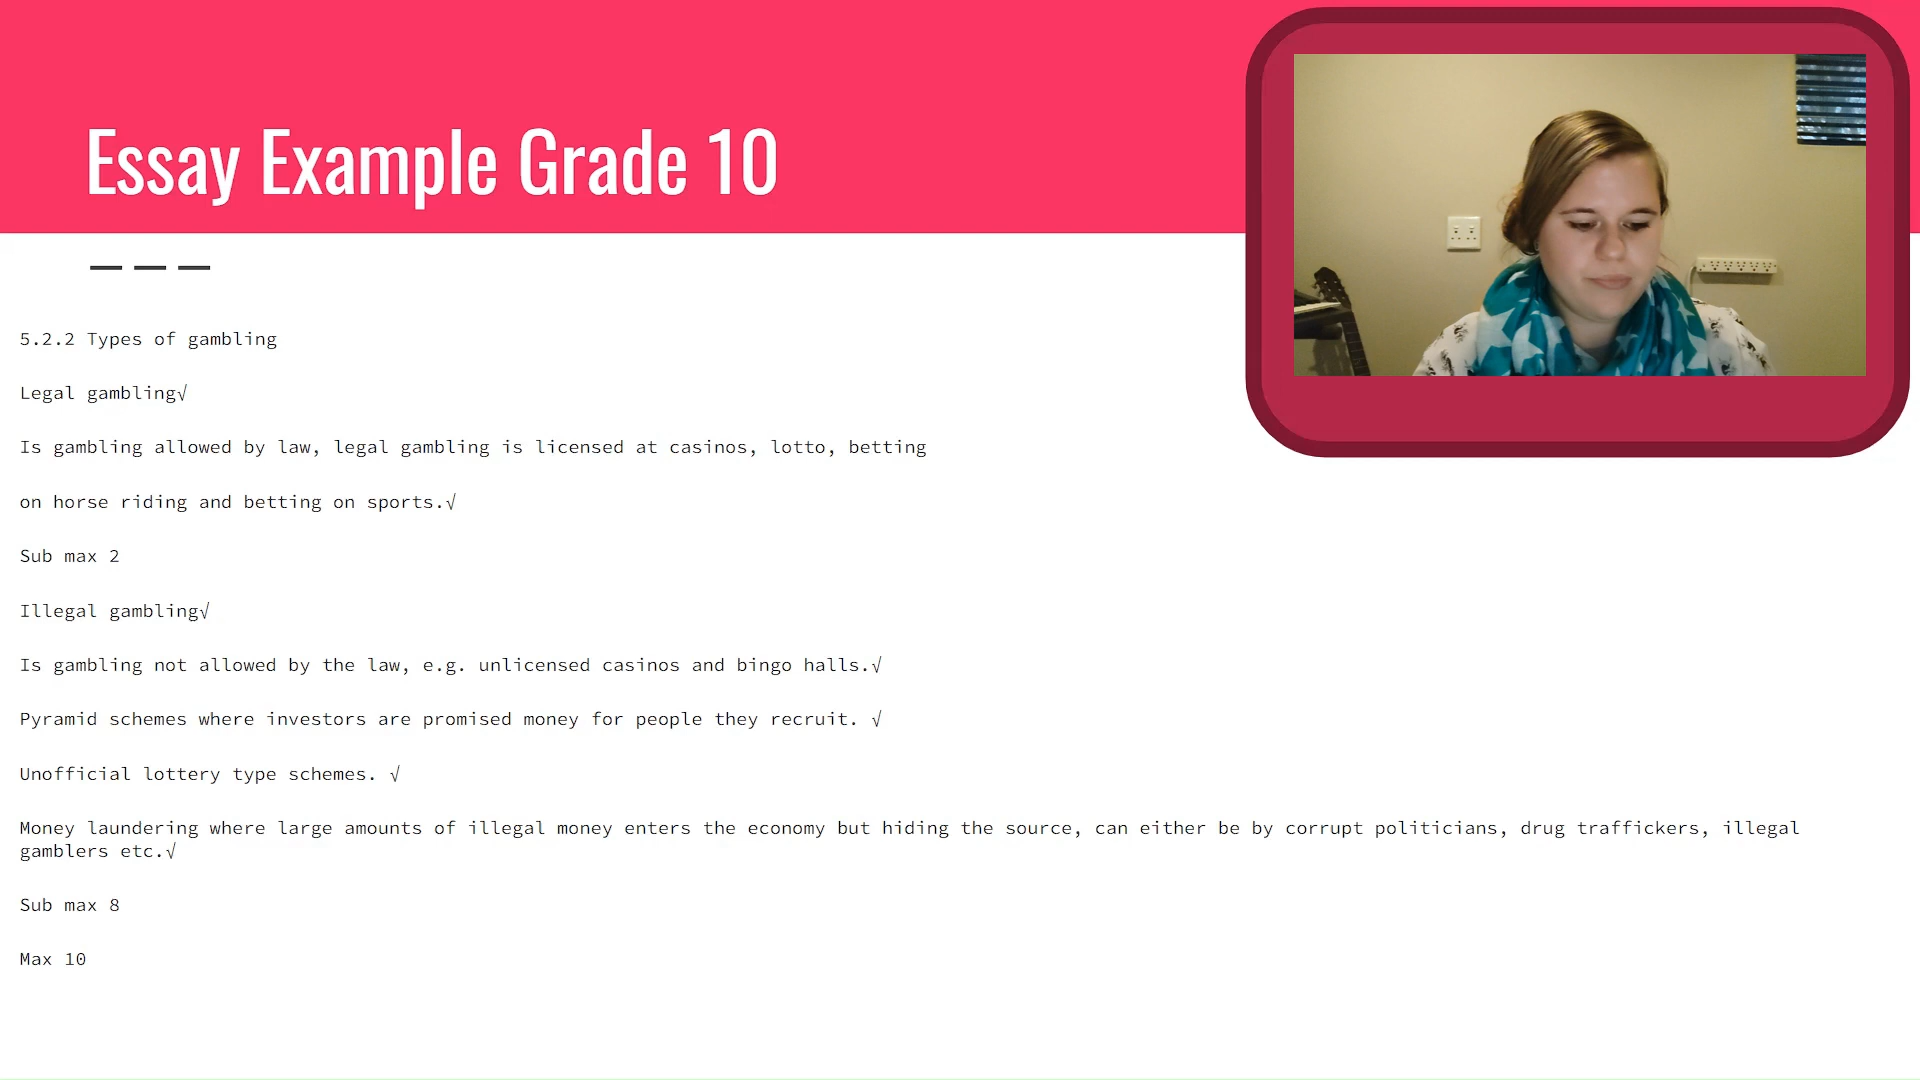 Essay Example Grade 10
5.2.2 Types of gambling
Legal gambling√
Is gambling allowed by law, legal gambling is licensed at casinos, lotto, betting
on horse riding and betting on sports.√
Sub max 2
Illegal gambling√
Is gambling not allowed by the law, e.g. unlicensed casinos and bingo halls.√
Pyramid schemes where investors are promised money for people they recruit. √
Unofficial lottery type schemes. √
Money laundering where large amounts of illegal money enters the economy but hiding the source, can either be by corrupt politicians, drug traffickers, illegal
gamblers etc.√
Sub max 8
Max 10